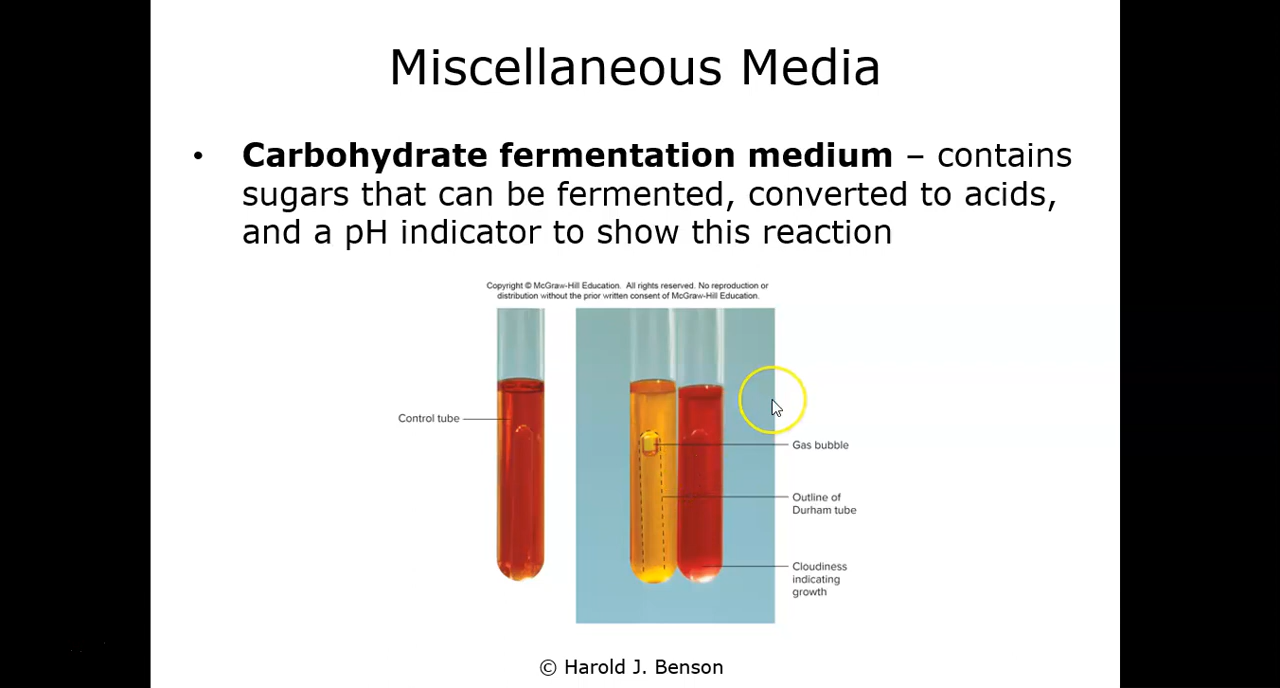 Miscellaneous Media
• Carbohydrate fermentation medium – contains
sugars that can be fermented, converted to acids,
and a pH indicator to show this reaction
Copyright © McGraw-Hill Education. All rights reserved. No reproduction or
distribution without the prior written consent of McGraw-Hill Education.
Control tube
Gas bubble
Outline of
Durham tube
Cloudiness
indicating
growth
© Harold J. Benson